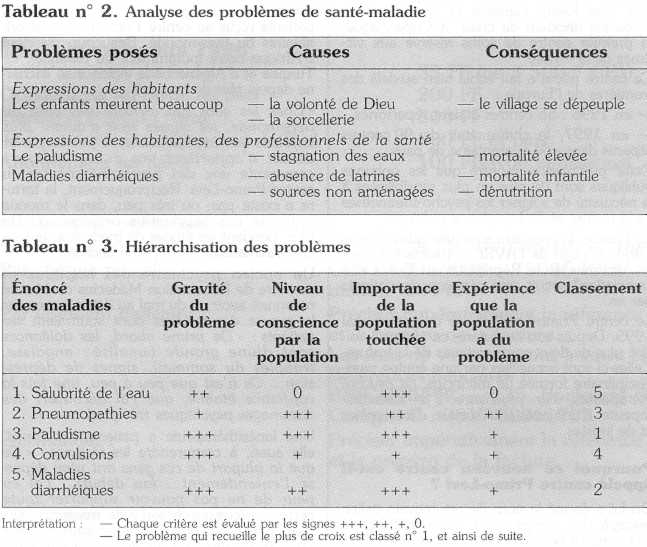 Tableau n° 2. Analyse des problèmes de santé-maladie
Problèmes posés Causes Conséquences
Expressions des habitants
Les enfants meurent beaucoup — la volonté de Dieu — le village se dépeuple
— la sorcellerie
Expressions des habitantes, des professionnels de la santé
Le paludisme — stagnation des eaux — mortalité élevée
Maladies diarrhéiques — absence de latrines — mortalité infantile
— sources non aménagées — dénutrition
Tableau n° 3. Hiérarchisation des problèmes
Énoncé Gravité Niveau Importance Expérience Classement
des maladies du de de la que la
problème conscience population population
par la touchée a du
population problème
1. Salubrité de l'eau ++ 0 +++ 0 5
2. Pneumopathies + +++ ++ ++ 3
3. Paludisme +++ +++ +++ + 1
4. Convulsions +++ + + + 4
5. Maladies
diarrhéiques +++ ++ +++ + 2
Interprétation : — Chaque critère est évalué par les signes +++, ++, +, 0.
— Le problème qui recueille le plus de croix est classé n° 1, et ainsi de suite.